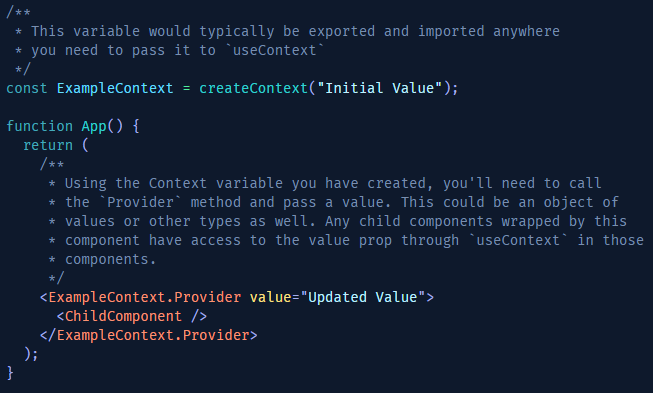 /**
 * This variable would typically be exported and imported anywhere
 * you need to pass it to `useContext`
 */
const ExampleContext = createContext("Initial Value");

function App() {
  return (
    /**
     * Using the Context variable you have created, you'll need to call
     * the `Provider` method and pass a value. This could be an object of
     * values or other types as well. Any child components wrapped by this
     * component have access to the value prop through `useContext` in those
     * components.
     */
    <ExampleContext.Provider value="Updated Value">
      <ChildComponent />
    </ExampleContext.Provider>
  );
}